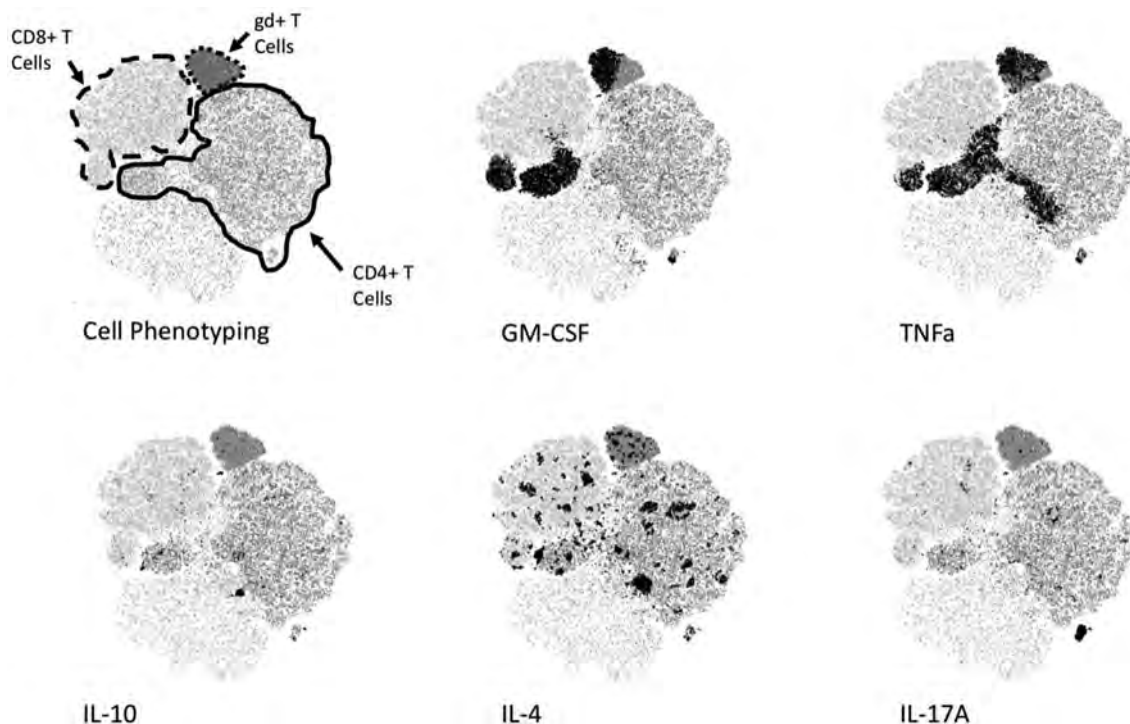 gd+ T
Cells
CD8+ T
Cells
CD4+ T
Cells
Cell Phenotyping
GM-CSF
TNFa
IL-10
IL-4
IL-17A